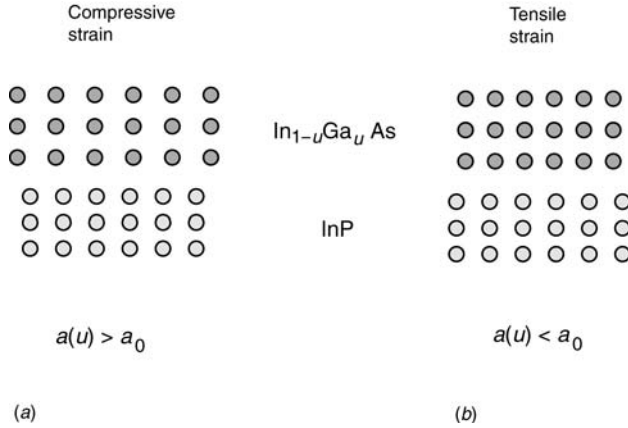 Compressive
strain
Tensile
strain
In₁₋ᵤGaᵤ As
InP
a(u) > a₀
a(u) < a₀
(a)
(b)